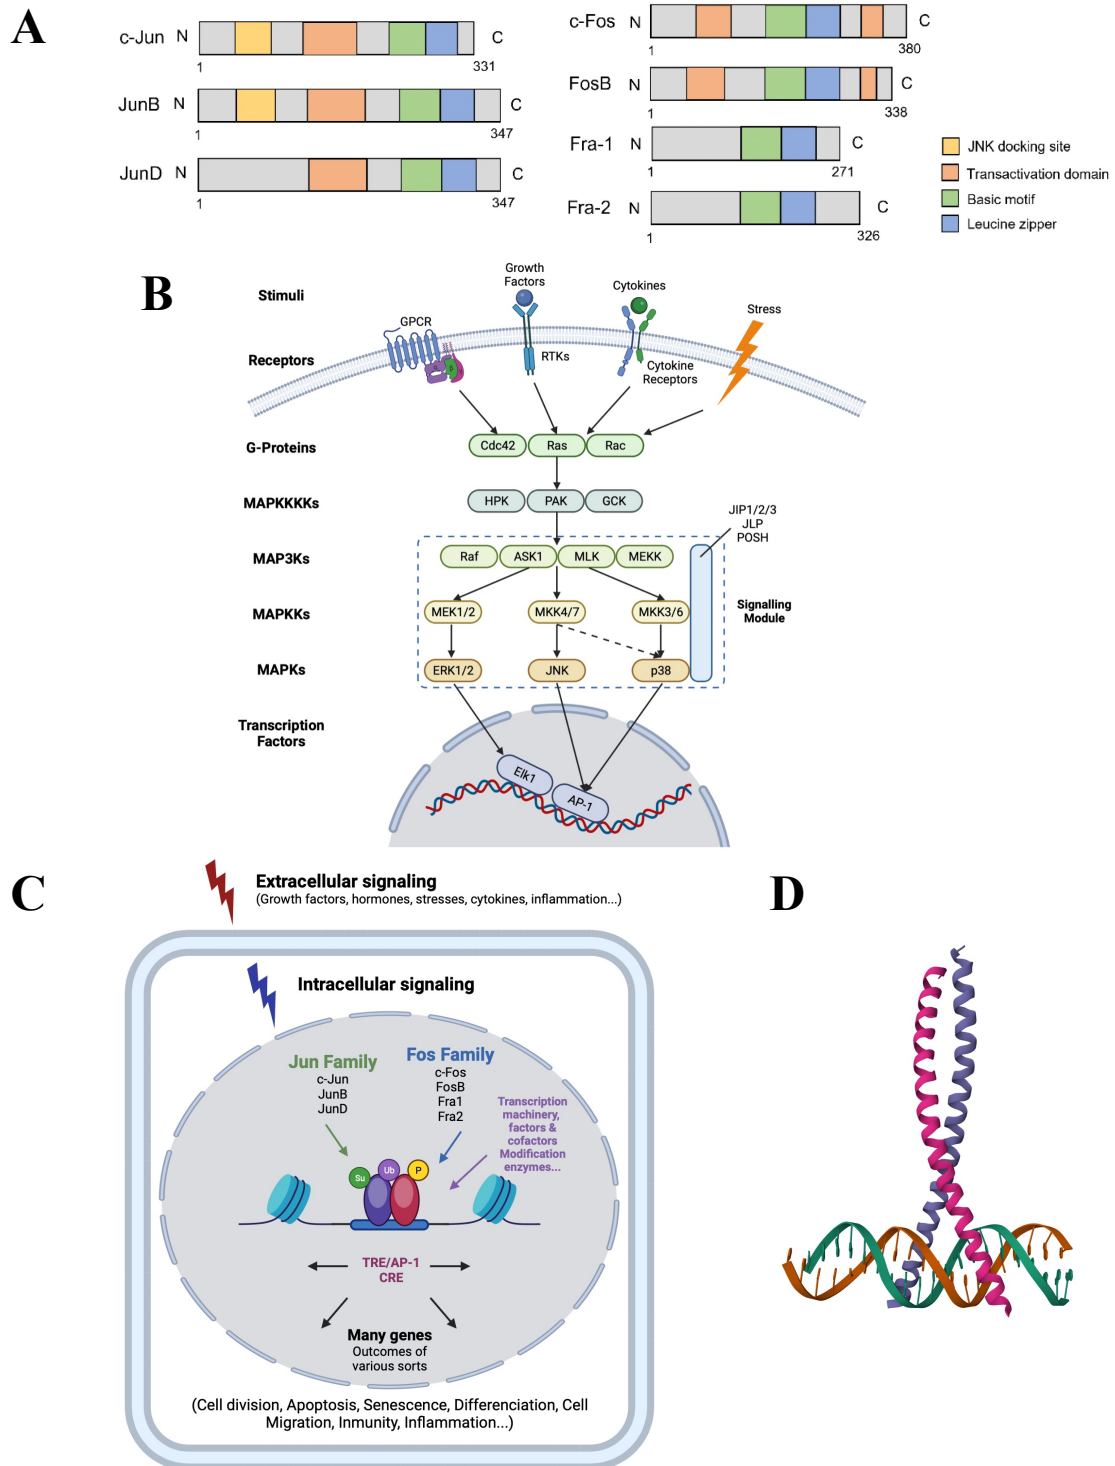 A
c-Jun N C
1 331
JunB N C
1 347
JunD N C
1 347
c-Fos N C
1 380
FosB N C
1 338
Fra-1 N C
1 271
Fra-2 N C
1 326
JNK docking site
Transactivation domain
Basic motif
Leucine zipper
B
Stimuli
Growth
Factors
Cytokines
Stress
GPCR
Receptors
RTKs
Cytokine
Receptors
α β
G-Proteins
Cdc42 Ras Rac
MAPKKKKs
HPK PAK GCK
JIP1/2/3
JLP
POSH
MAP3Ks
Raf ASK1 MLK MEKK
MAPKKs
MEK1/2 MKK4/7 MKK3/6
Signalling
Module
MAPKs
ERK1/2 JNK p38
Transcription
Factors
Elk1
AP-1
C
Extracellular signaling
(Growth factors, hormones, stresses, cytokines, inflammation...)
Intracellular signaling
Jun Family
c-Jun
JunB
JunD
Fos Family
c-Fos
FosB
Fra1
Fra2
Transcription
machinery,
factors &
cofactors
Modification
enzymes...
Su Ub P
TRE/AP-1
CRE
Many genes
Outcomes of
various sorts
(Cell division, Apoptosis, Senescence, Differenciation, Cell
Migration, Inmunity, Inflammation...)
D